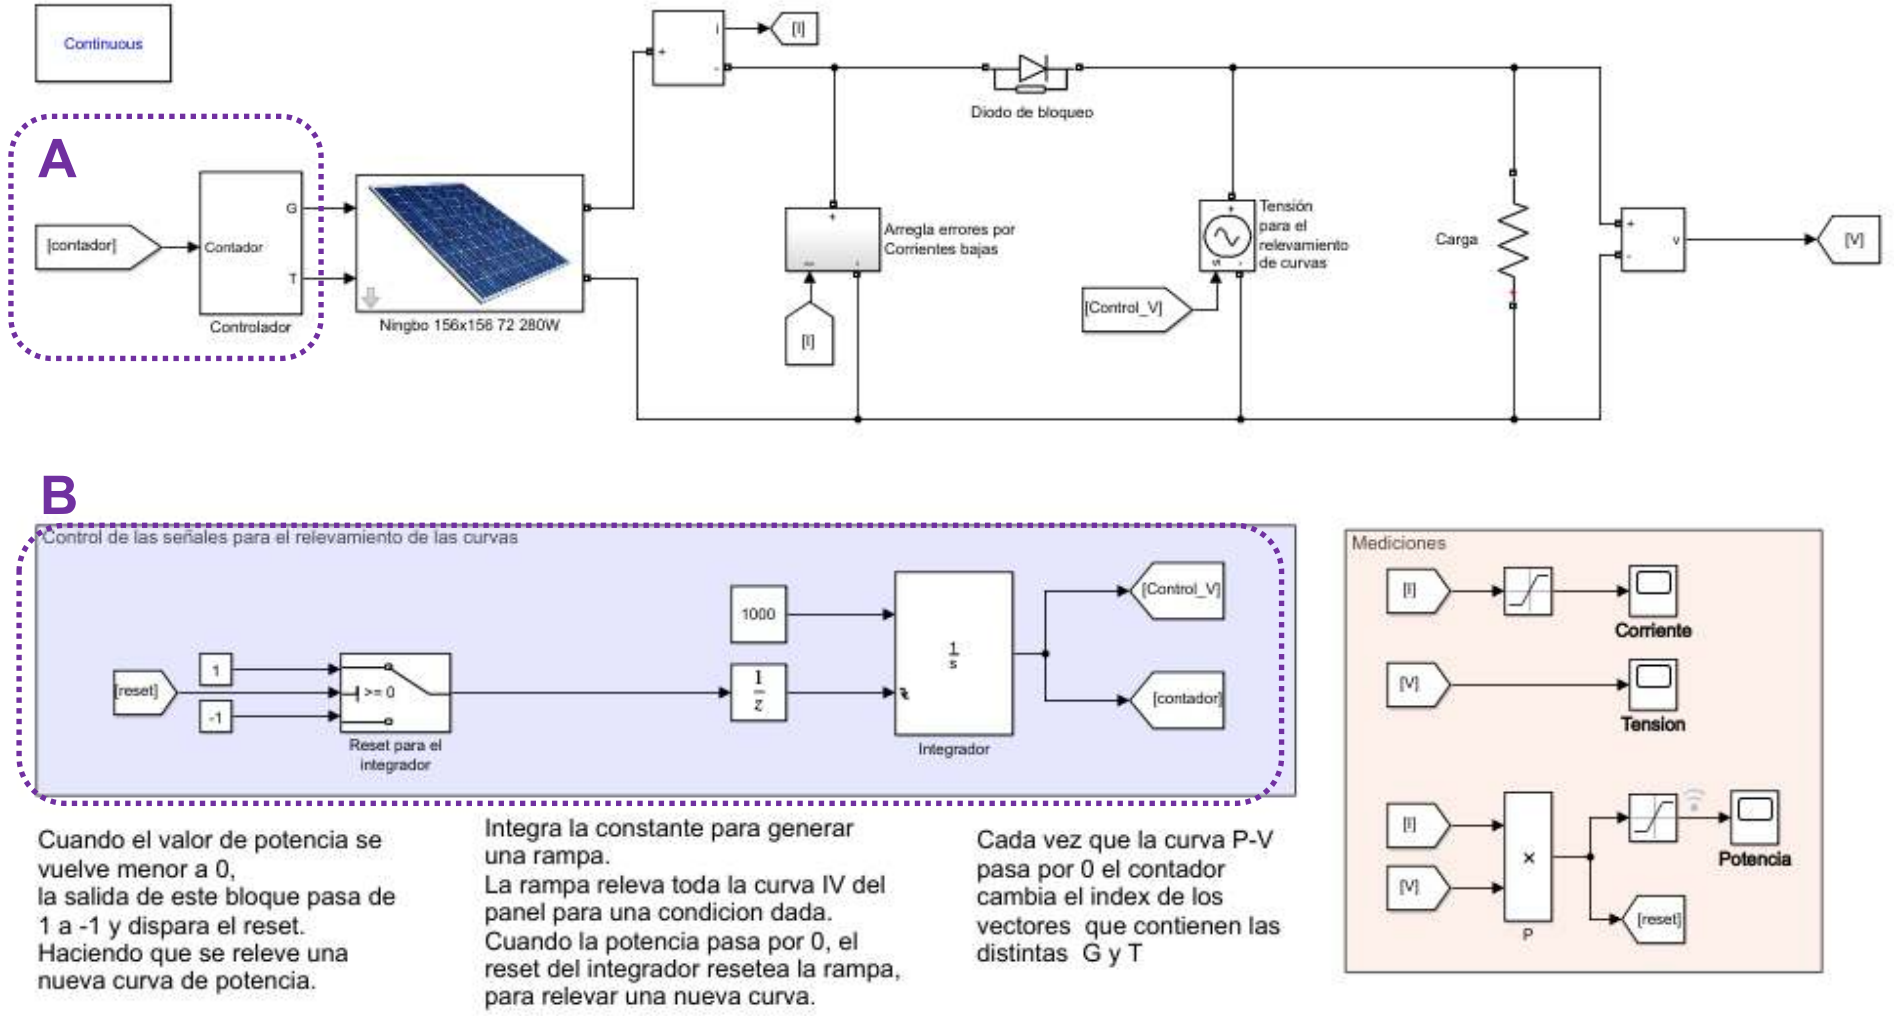 Continuous
A
[contador]
Contador
G
T
Controlador
Ningbo 156x156 72 280W
I
+
-
[I]
Diodo de bloqueo
+
-
Arregla errores por
Corrientes bajas
[I]
+
s
-
Tensión
para el
relevamiento
de curvas
[Control_V]
Carga
+
-
v
[V]
B
Control de las señales para el relevamiento de las curvas
[reset]
1
-1
>= 0
Reset para el
integrador
1000
1
z
1
s
Integrador
[Control_V]
[contador]
Mediciones
[I]
Corriente
[V]
Tension
[I]
[V]
×
P
Potencia
[reset]
Cuando el valor de potencia se
vuelve menor a 0,
la salida de este bloque pasa de
1 a -1 y dispara el reset.
Haciendo que se releve una
nueva curva de potencia.
Integra la constante para generar
una rampa.
La rampa releva toda la curva IV del
panel para una condicion dada.
Cuando la potencia pasa por 0, el
reset del integrador resetea la rampa,
para relevar una nueva curva.
Cada vez que la curva P-V
pasa por 0 el contador
cambia el index de los
vectores que contienen las
distintas G y T